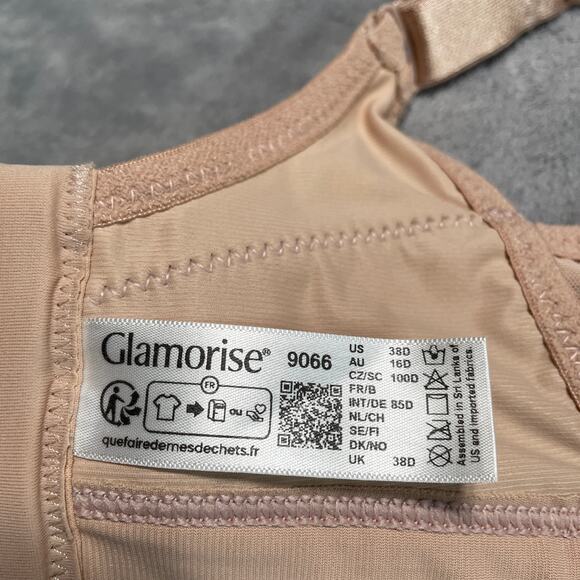 Glamorise® 9066
FR
ou
quefairedemesdechets.fr
US 38D
AU 16D
CZ/SC 100D
FR/B
INT/DE 85D
NL/CH
SE/FI
DK/NO
UK 38D
Assembled in Sri Lanka of
US and imported fabrics.